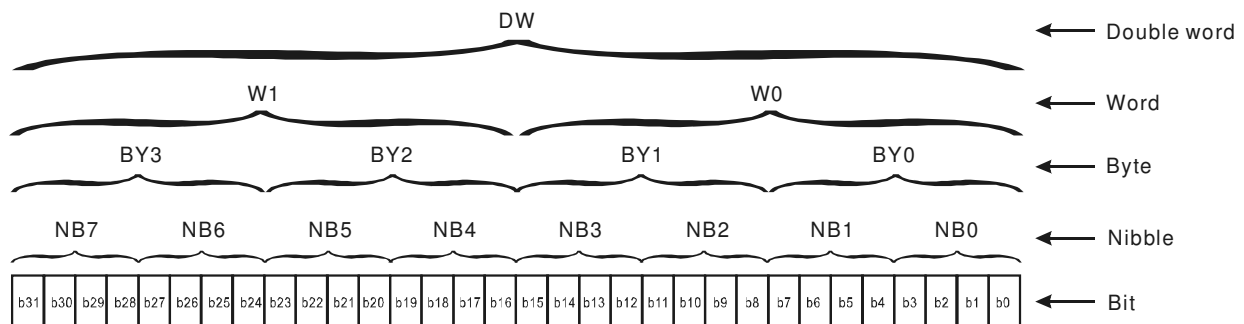 DW Double word
W1 W0 Word
BY3 BY2 BY1 BY0 Byte
NB7 NB6 NB5 NB4 NB3 NB2 NB1 NB0 Nibble
b31 b30 b29 b28 b27 b26 b25 b24 b23 b22 b21 b20 b19 b18 b17 b16 b15 b14 b13 b12 b11 b10 b9 b8 b7 b6 b5 b4 b3 b2 b1 b0 Bit